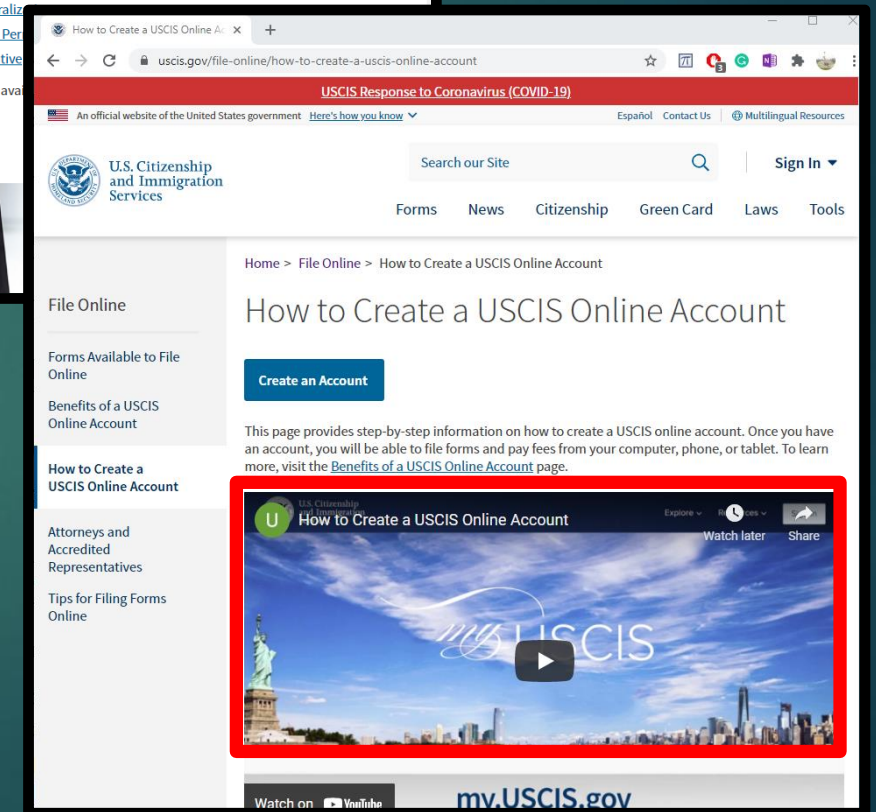 How to Create a USCIS Online Ac
uscis.gov/file-online/how-to-create-a-uscis-online-account
3
USCIS Response to Coronavirus (COVID-19)
An official website of the United States government Here's how you know
Español Contact Us Multilingual Resources
U.S. Citizenship
and Immigration
Services
Search our Site
Sign In
Forms News Citizenship Green Card Laws Tools
Home > File Online > How to Create a USCIS Online Account
File Online
Forms Available to File
Online
Benefits of a USCIS
Online Account
How to Create a
USCIS Online Account
Attorneys and
Accredited
Representatives
Tips for Filing Forms
Online
How to Create a USCIS Online Account
Create an Account
This page provides step-by-step information on how to create a USCIS online account. Once you have
an account, you will be able to file forms and pay fees from your computer, phone, or tablet. To learn
more, visit the Benefits of a USCIS Online Account page.
U.S. Citizenship
and Immigration
U How to Create a USCIS Online Account
Explore
Watch later Share
my USCIS
Watch on YouTube
my.USCIS.gov